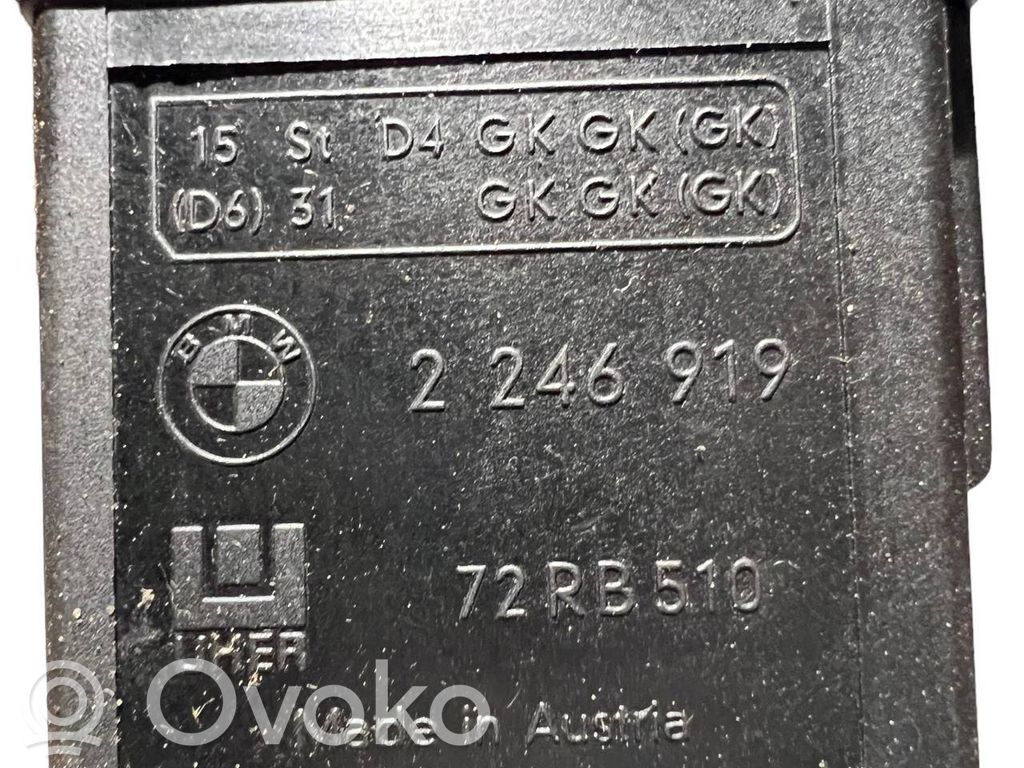 15 St D4 GK GK (GK)
(D6) 31 GK GK (GK)
BMW
2 246 919
72 RB 510
UHER
Made in Austria
Ovoko